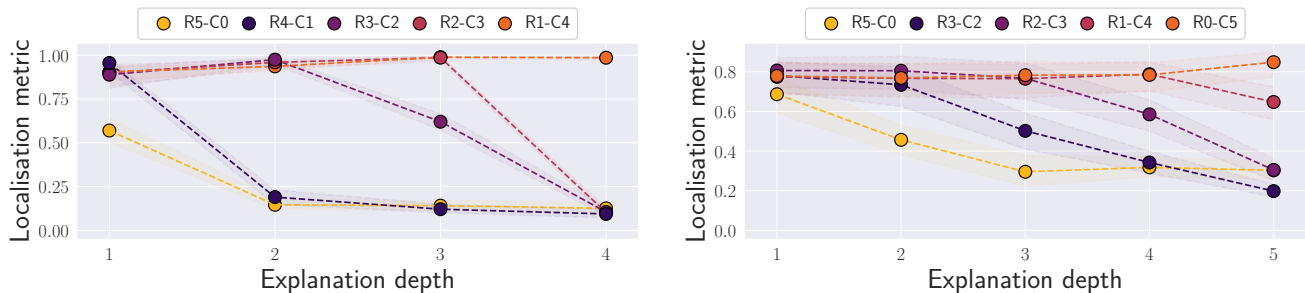 R5-C0 R4-C1 R3-C2 R2-C3 R1-C4
Localisation metric
1.00
0.75
0.50
0.25
0.00
1 2 3 4
Explanation depth
R5-C0 R3-C2 R2-C3 R1-C4 R0-C5
Localisation metric
0.8
0.6
0.4
0.2
0.0
1 2 3 4 5
Explanation depth